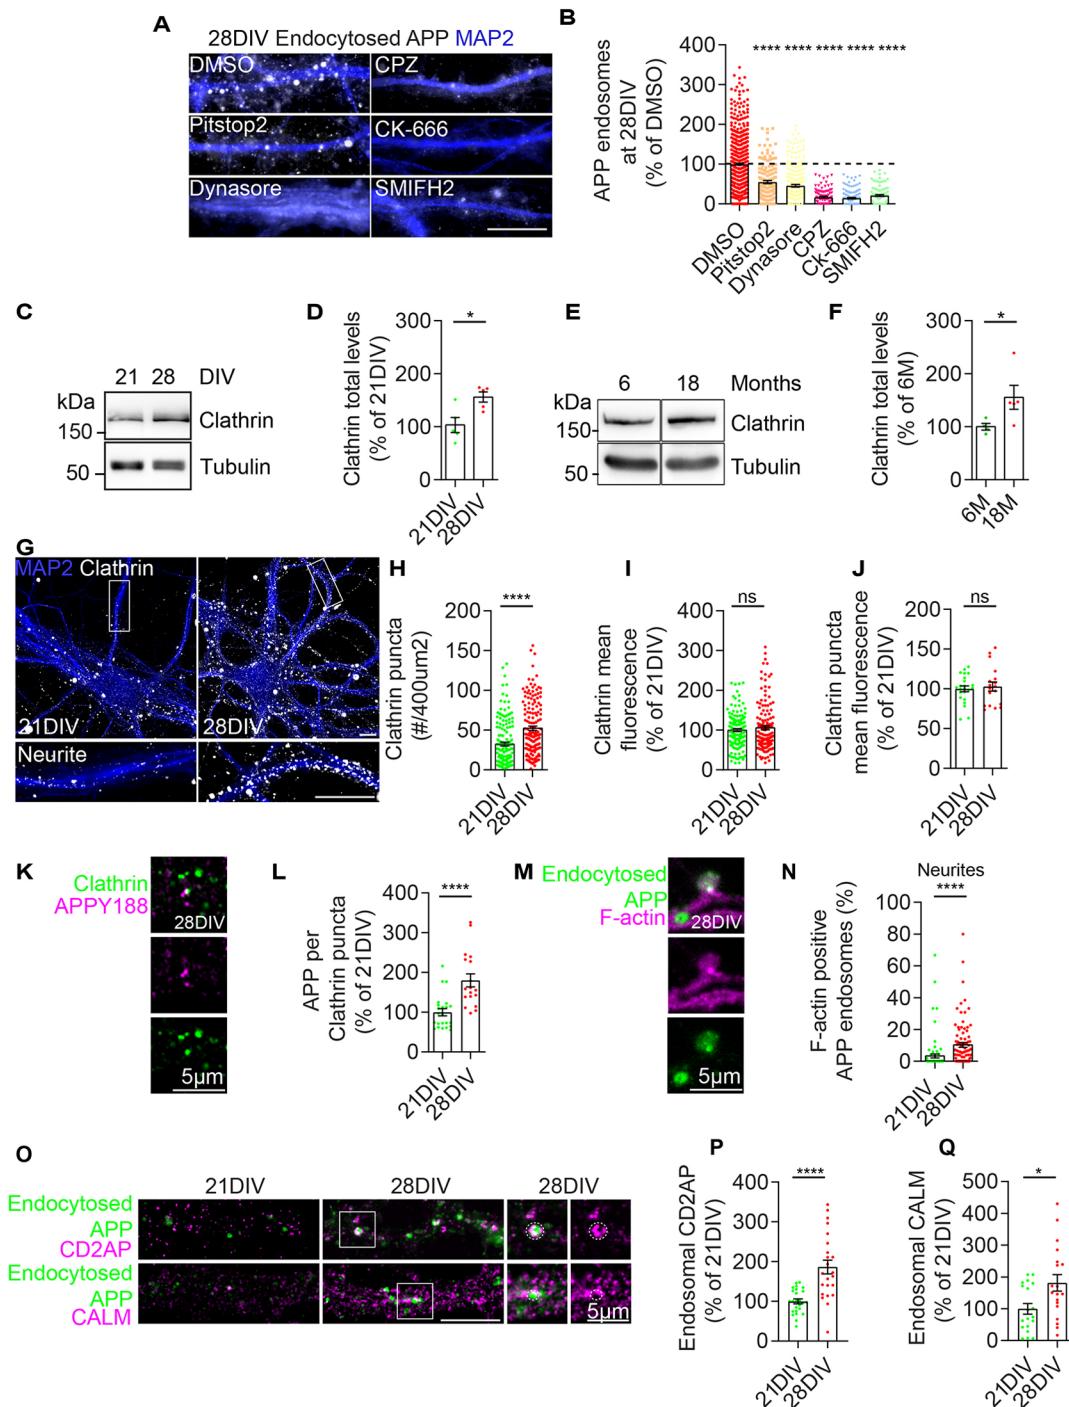 A
28DIV Endocytosed APP MAP2
DMSO
CPZ
Pitstop2
CK-666
Dynasore
SMIFH2
B
APP endosomes
at 28DIV
(% of DMSO)
400
300
200
100
0
**** **** **** **** ****
DMSO
Pitstop2
Dynasore
CPZ
Ck-666
SMIFH2
C
21 28 DIV
kDa
150
Clathrin
50
Tubulin
D
Clathrin total levels
(% of 21DIV)
300
200
100
0
*
21DIV
28DIV
E
6 18 Months
kDa
150
Clathrin
50
Tubulin
F
Clathrin total levels
(% of 6M)
300
200
100
0
*
6M
18M
G
MAP2 Clathrin
21DIV
28DIV
Neurite
H
Clathrin puncta
(#/400um2)
200
150
100
50
0
****
21DIV
28DIV
I
Clathrin mean
fluorescence
(% of 21DIV)
400
300
200
100
0
ns
21DIV
28DIV
J
Clathrin puncta
mean fluorescence
(% of 21DIV)
200
150
100
50
0
ns
21DIV
28DIV
K
Clathrin
APPY188
28DIV
5μm
L
APP per
Clathrin puncta
(% of 21DIV)
400
300
200
100
0
****
21DIV
28DIV
M
Endocytosed
APP
F-actin
28DIV
5μm
N
Neurites
F-actin positive
APP endosomes (%)
100
80
60
40
20
0
****
21DIV
28DIV
O
21DIV
28DIV
28DIV
Endocytosed
APP
CD2AP
Endocytosed
APP
CALM
5μm
P
Endosomal CD2AP
(% of 21DIV)
400
300
200
100
0
****
21DIV
28DIV
Q
Endosomal CALM
(% of 21DIV)
500
400
300
200
100
0
*
21DIV
28DIV